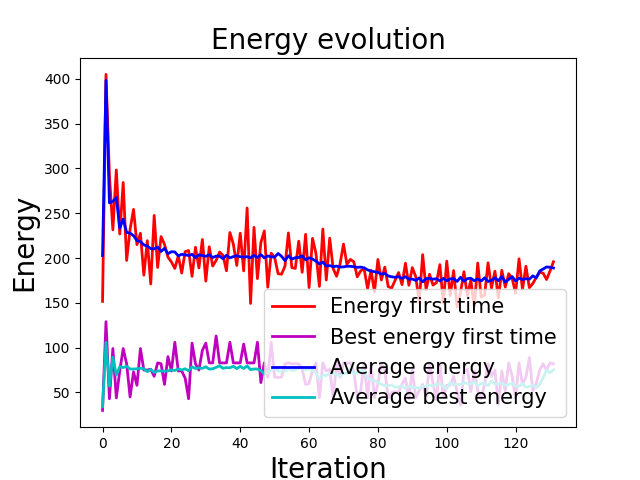 Energy evolution
Energy
400
350
300
250
200
150
100
50
Energy first time
Best energy first time
Average energy
Average best energy
0
20
40
60
80
100
120
Iteration